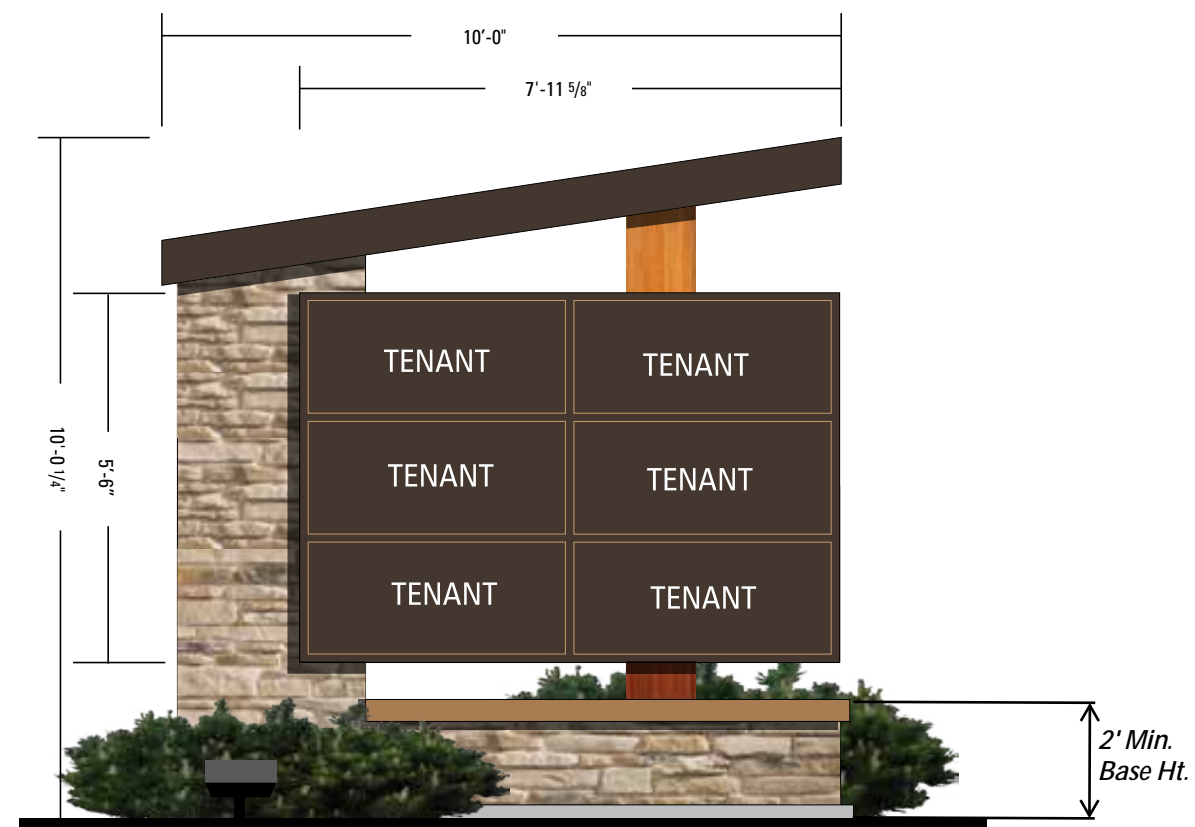 10'-0"
7'-11 5/8"
TENANT
TENANT
10'-0 1/4"
5'-6"
TENANT
TENANT
TENANT
TENANT
2' Min.
Base Ht.